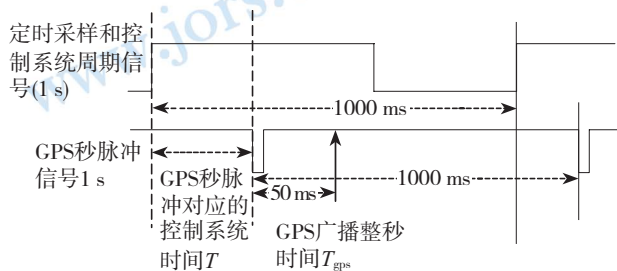 定时采样和控
制系统周期信
号(1 s)
www.jors
1000 ms
GPS秒脉冲
信号1 s
GPS秒脉
冲对应的
控制系统
时间T
50 ms
1000 ms
GPS广播整秒
时间Tgps